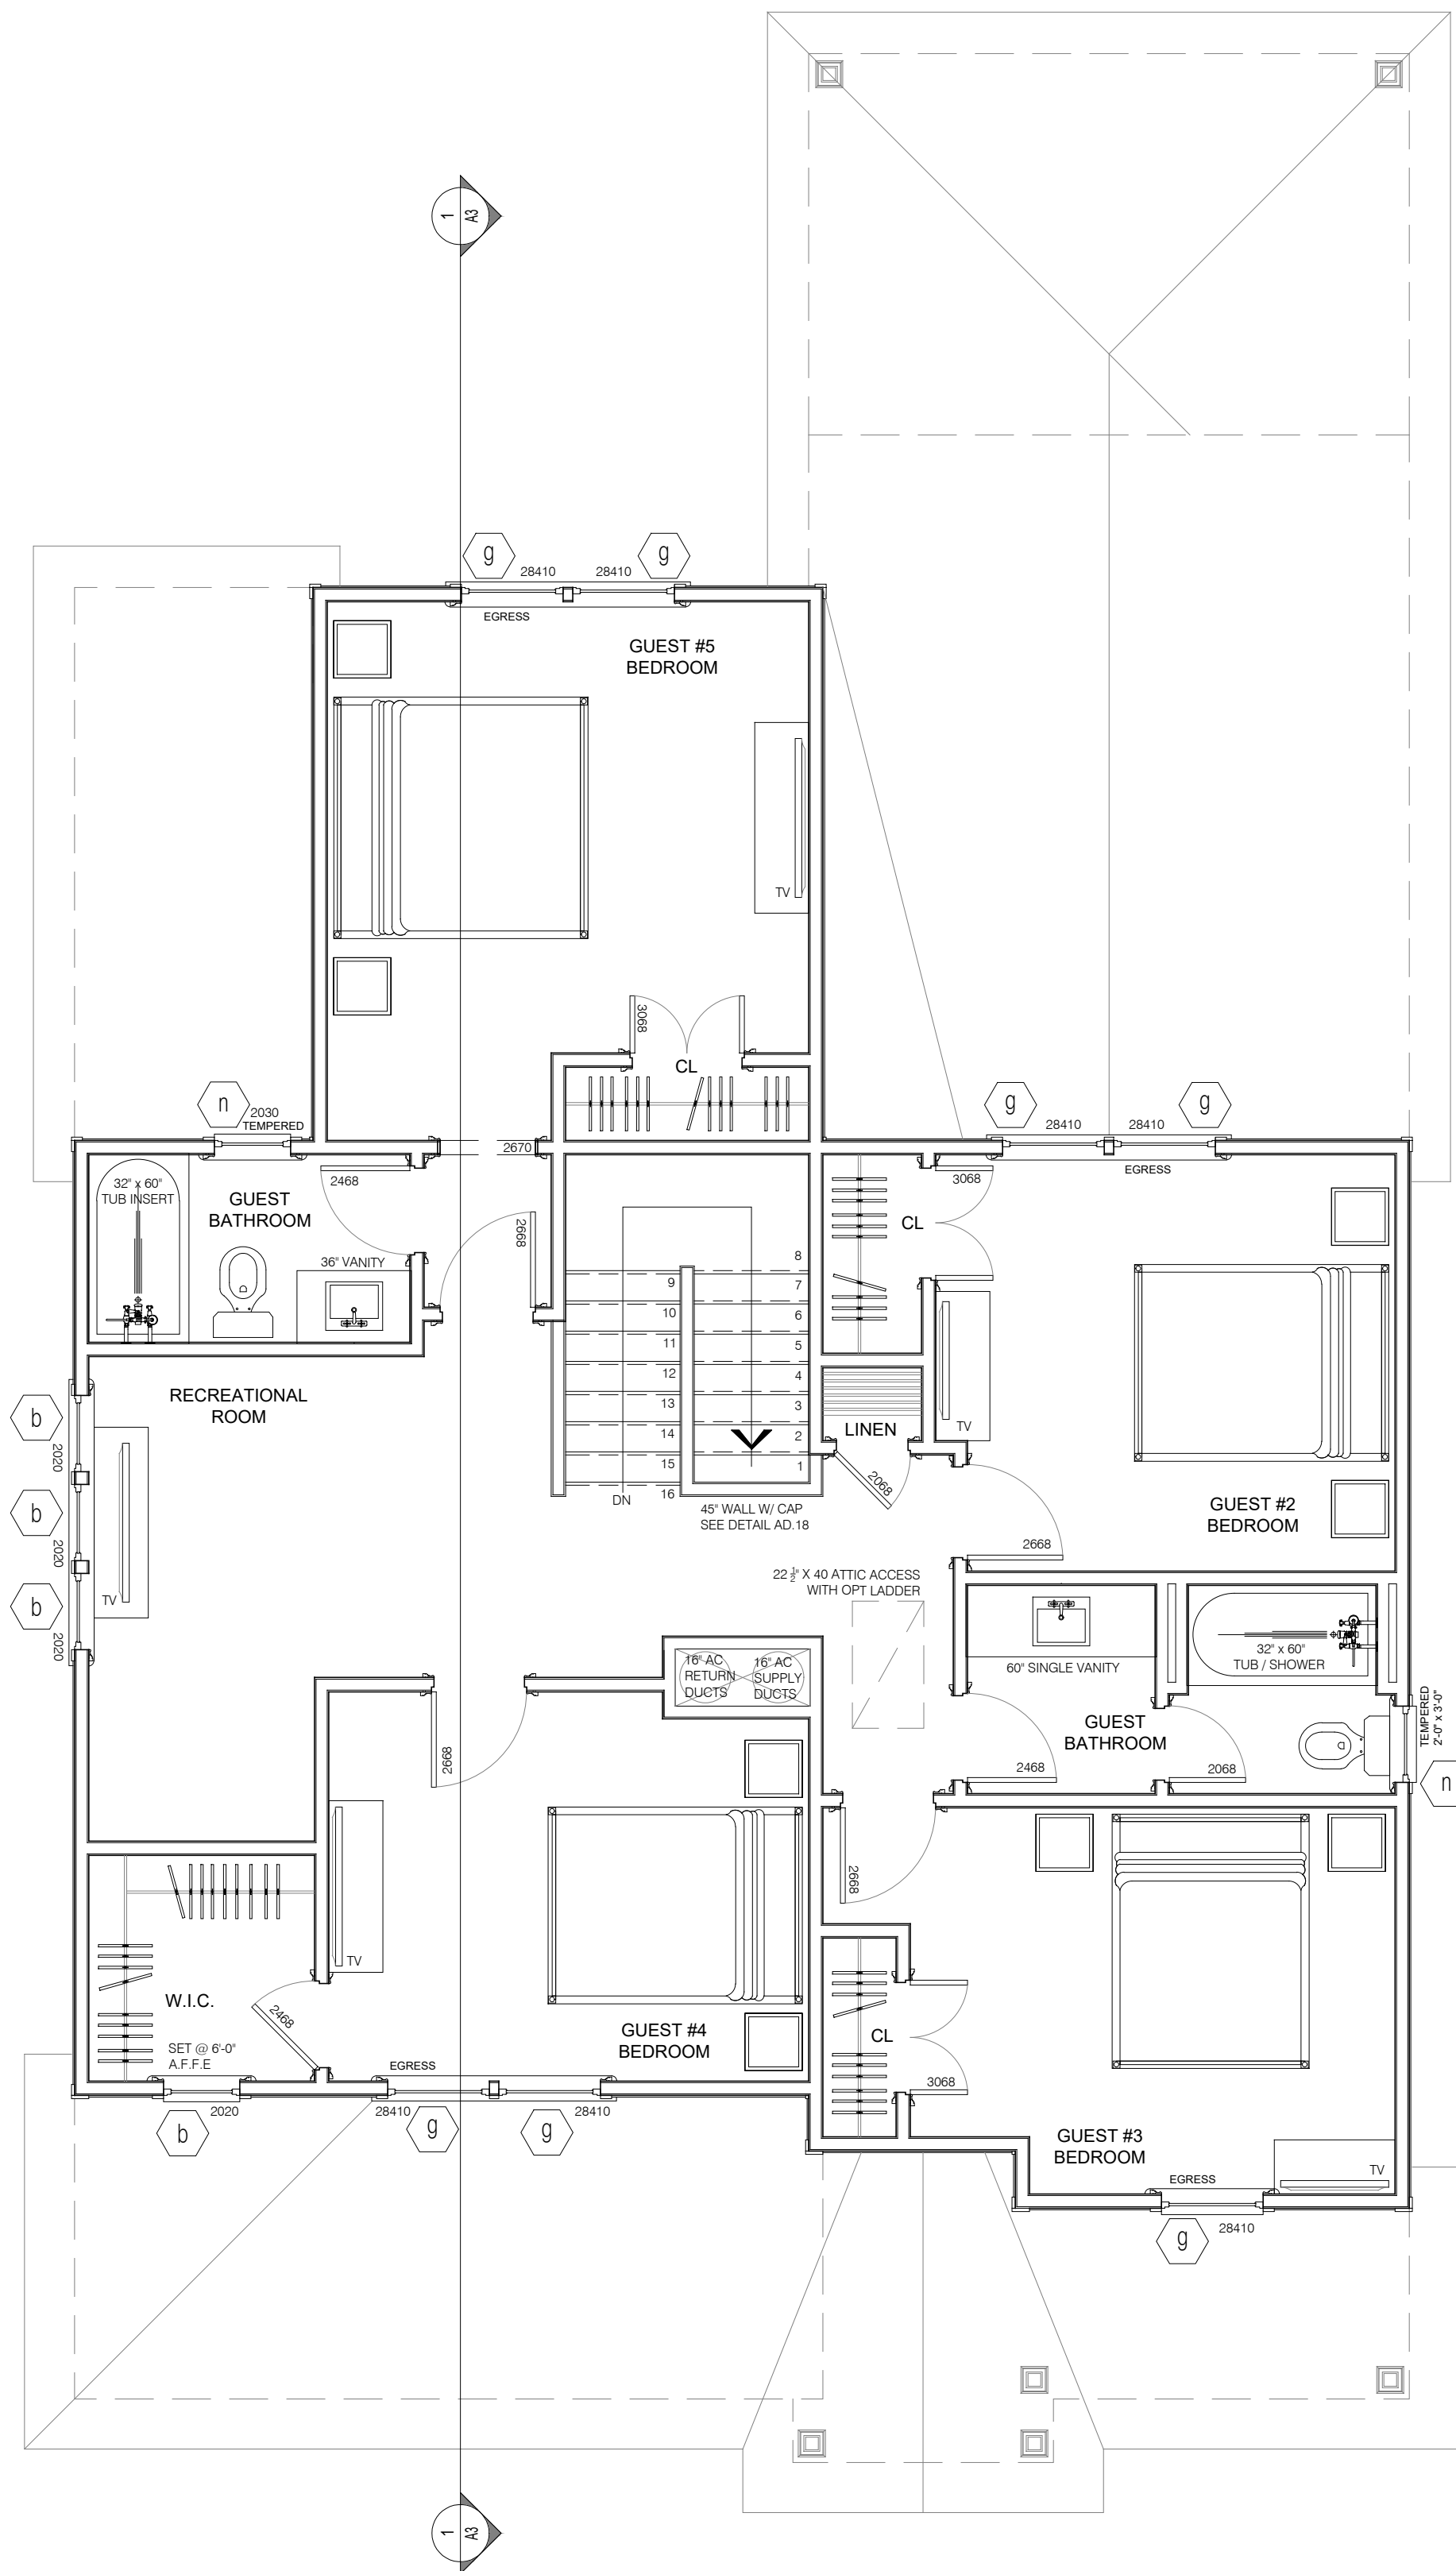 1
A3
g
g
28410
28410
EGRESS
GUEST #5
BEDROOM
TV
3068
CL
n
2030
TEMPERED
2670
g
g
28410
28410
EGRESS
32" x 60"
TUB INSERT
GUEST
BATHROOM
2468
36" VANITY
2668
3068
CL
8
9
7
10
6
11
5
12
4
13
3
14
2
15
1
16
DN
45" WALL W/ CAP
SEE DETAIL AD.18
LINEN
2068
TV
GUEST #2
BEDROOM
2668
RECREATIONAL
ROOM
b
2020
b
2020
b
2020
TV
22 ½" X 40 ATTIC ACCESS
WITH OPT LADDER
16" AC
RETURN
DUCTS
16" AC
SUPPLY
DUCTS
60" SINGLE VANITY
32" x 60"
TUB / SHOWER
GUEST
BATHROOM
2468
2068
TEMPERED
2'-0" x 3'-0"
n
2668
2668
TV
W.I.C.
2468
SET @ 6'-0"
A.F.F.E
GUEST #4
BEDROOM
EGRESS
2020
b
28410
g
g
28410
CL
3068
GUEST #3
BEDROOM
TV
EGRESS
g
28410
1
A3